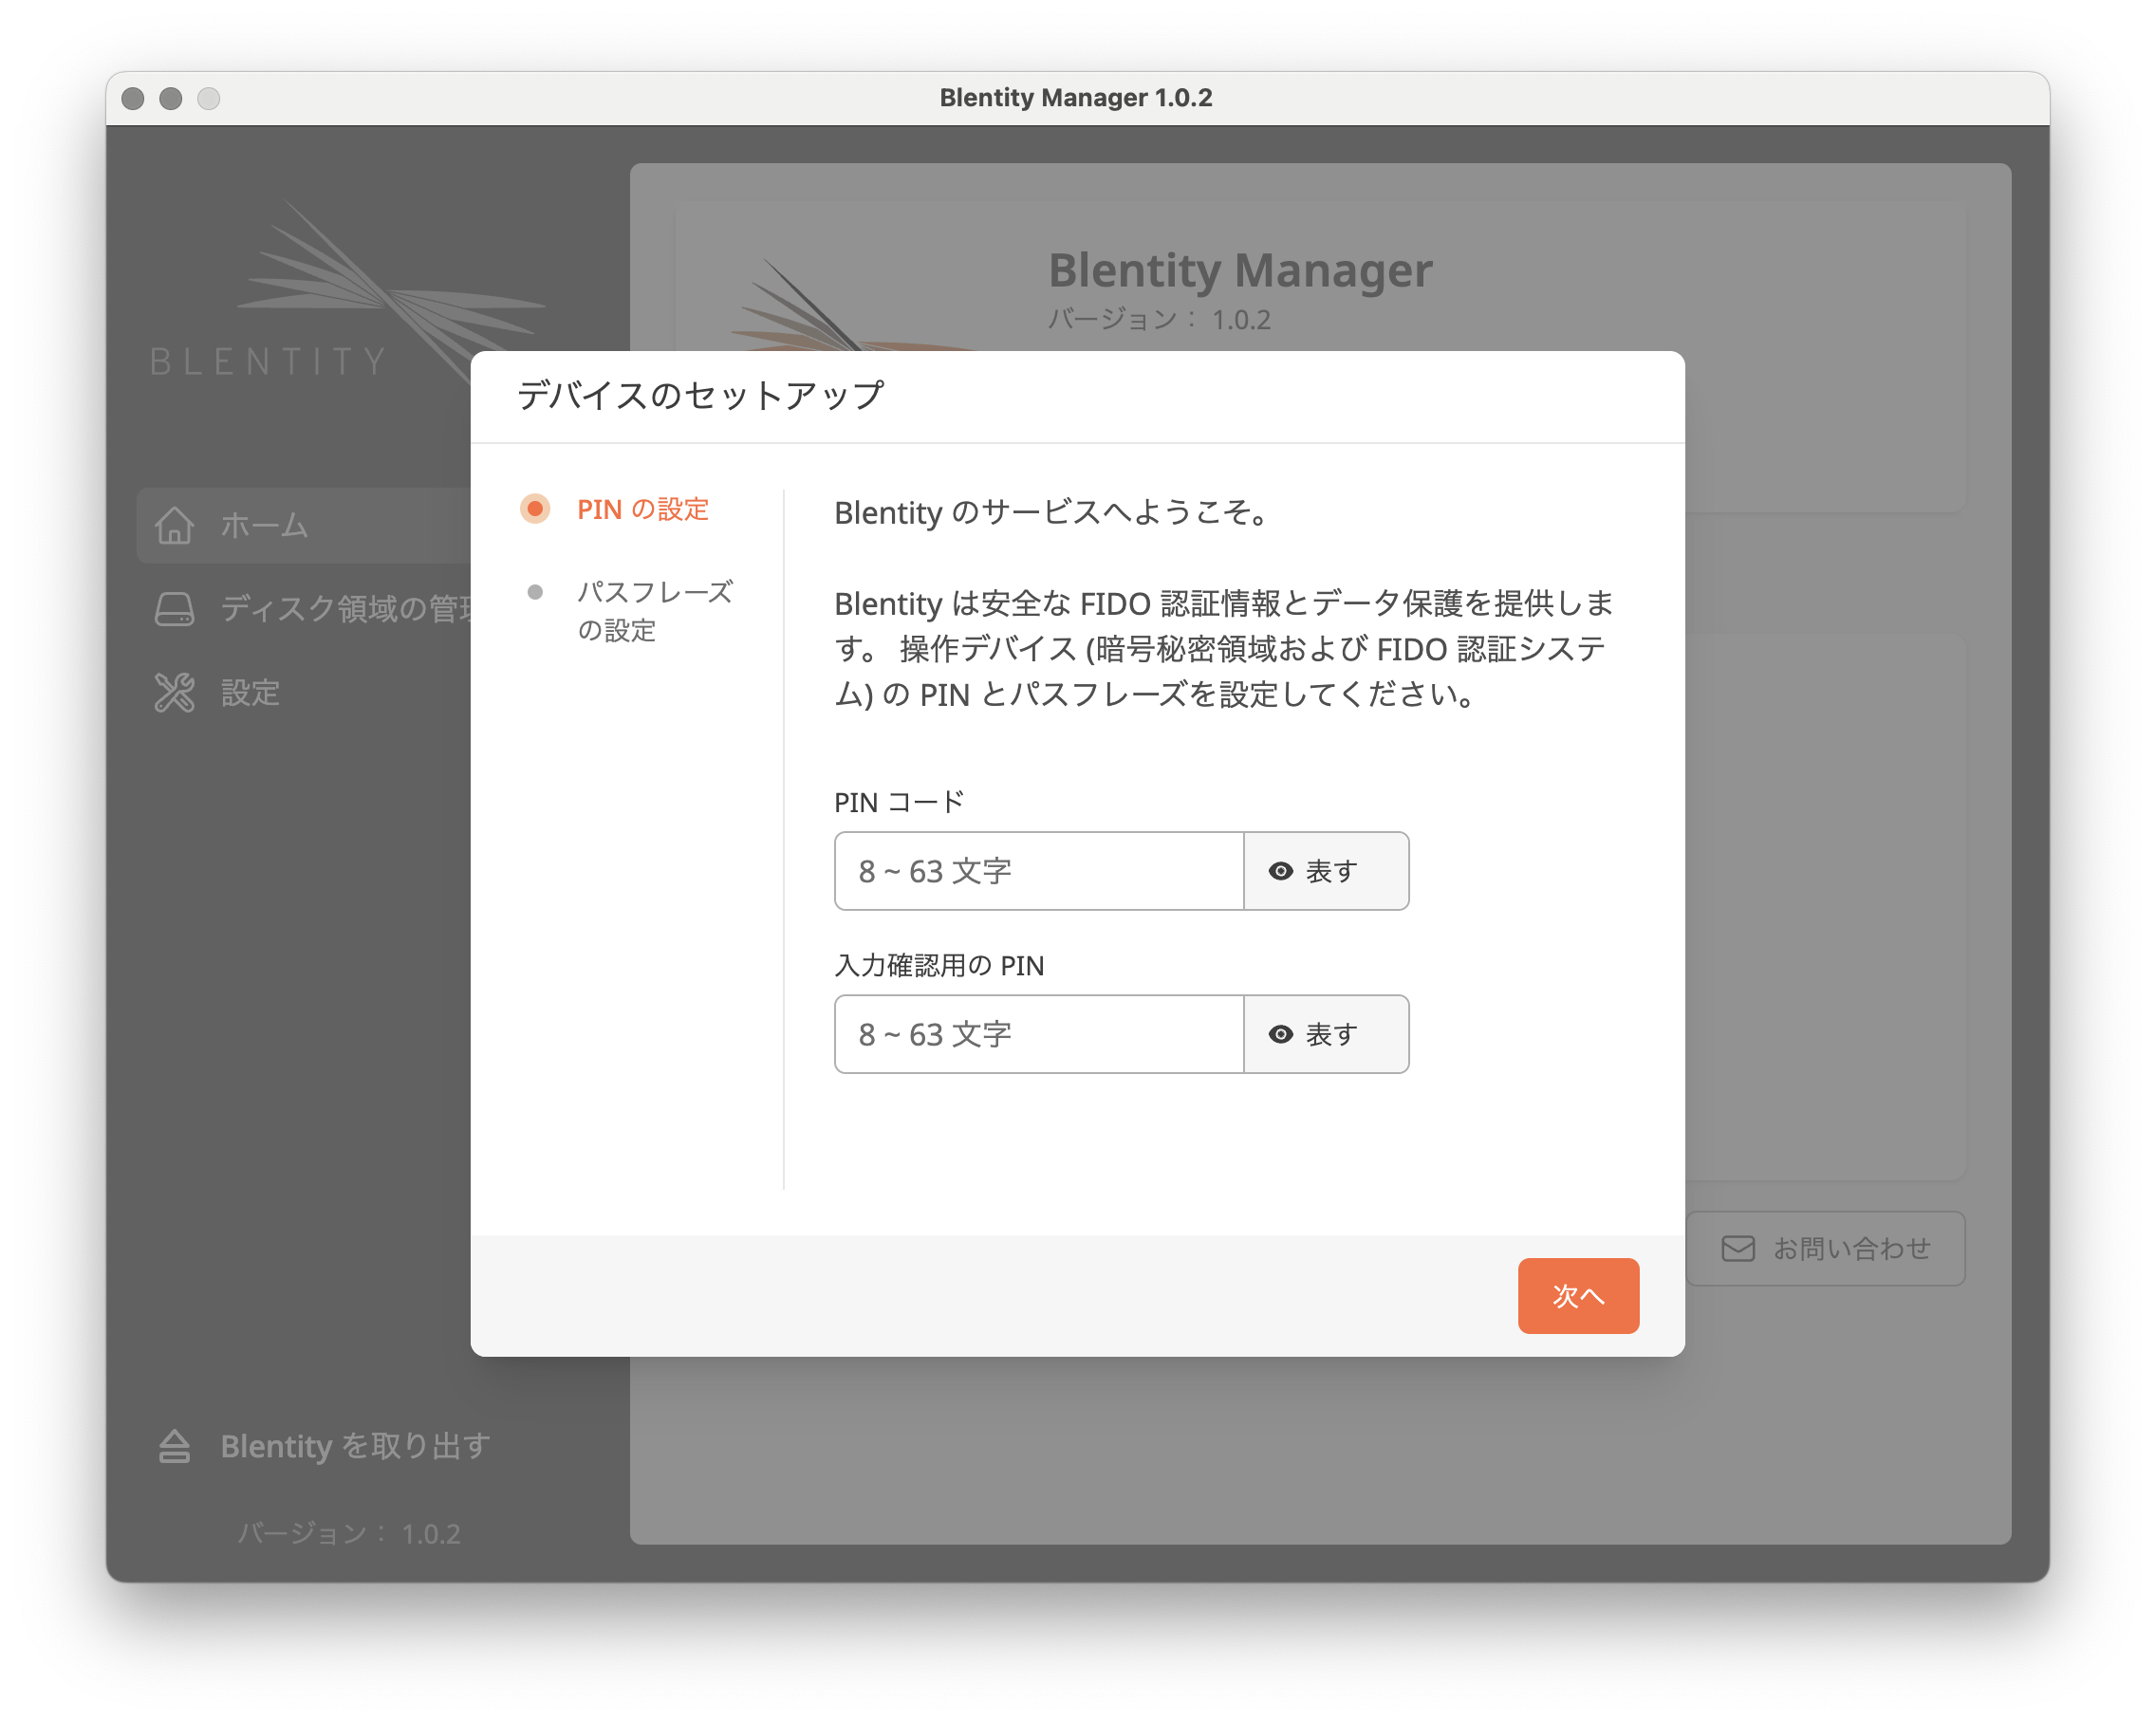 Blentity Manager 1.0.2
BLENTITY
ホーム
ディスク領域の管
設定
Blentity を取り出す
バージョン： 1.0.2
Blentity Manager
バージョン： 1.0.2
デバイスのセットアップ
PIN の設定
パスフレーズ
の設定
Blentity のサービスへようこそ。
Blentity は安全な FIDO 認証情報とデータ保護を提供しま
す。 操作デバイス (暗号秘密領域および FIDO 認証システ
ム) の PIN とパスフレーズを設定してください。
PIN コード
8 ~ 63 文字
表す
入力確認用の PIN
8 ~ 63 文字
表す
次へ
お問い合わせ